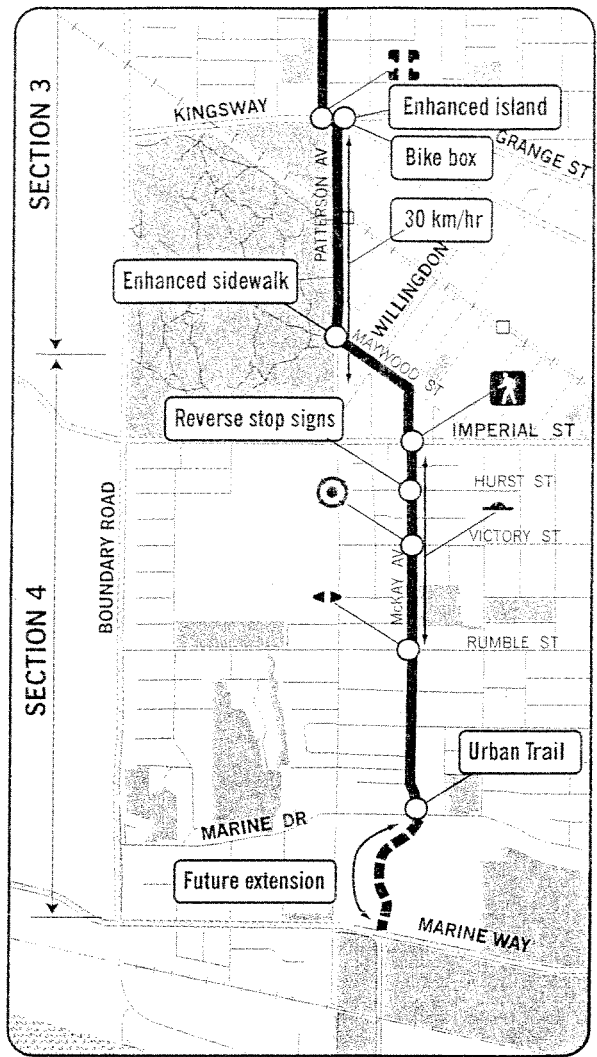 SECTION 3
KINGSWAY
Enhanced island
GRANGE ST
Bike box
PATTERSON AV
30 km/hr
WILLINGDON
Enhanced sidewalk
MAYWOOD ST
Reverse stop signs
IMPERIAL ST
HURST ST
VICTORY ST
BOUNDARY ROAD
McKAY AV
SECTION 4
RUMBLE ST
Urban Trail
MARINE DR
Future extension
MARINE WAY